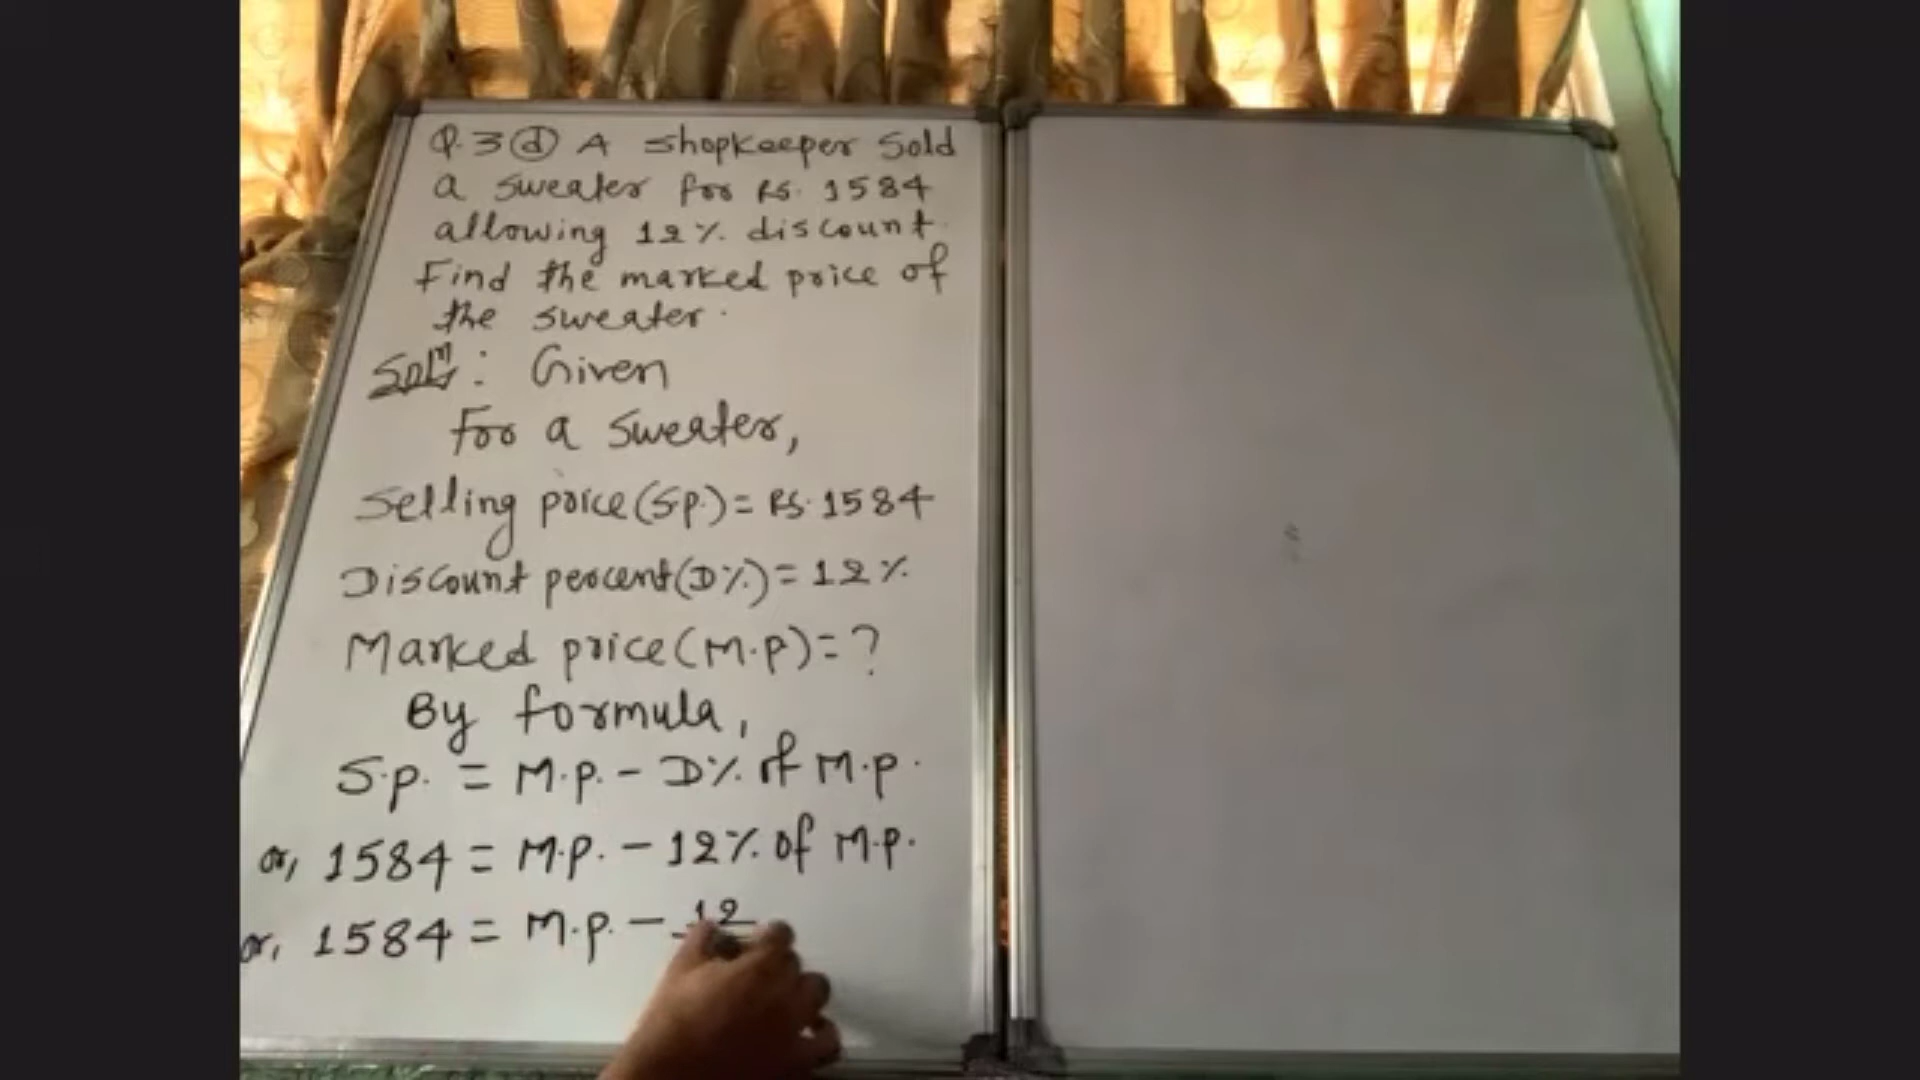 Q.3 (d) A shopkeeper sold
a sweater for Rs. 1584
allowing 12% discount.
Find the marked price of
the sweater.
Solⁿ: Given
For a sweater,
Selling price (S.p.) = Rs. 1584
Discount percent (D%) = 12%
Marked price (M.p) = ?
By formula,
S.p. = M.p. - D% of M.p.
or, 1584 = M.p. - 12% of M.p.
or, 1584 = M.p. - 12